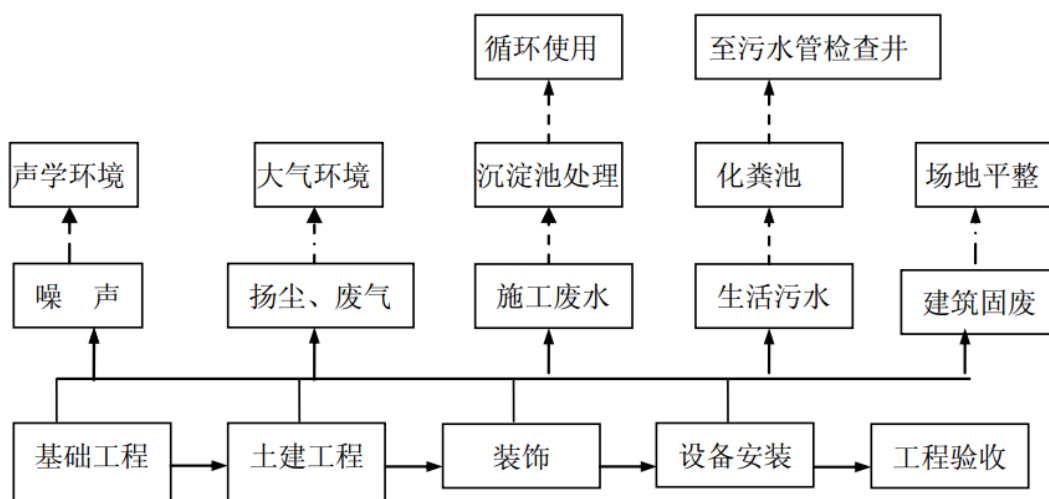 循环使用
至污水管检查井
声学环境
大气环境
沉淀池处理
化粪池
场地平整
噪 声
扬尘、废气
施工废水
生活污水
建筑固废
基础工程
土建工程
装饰
设备安装
工程验收